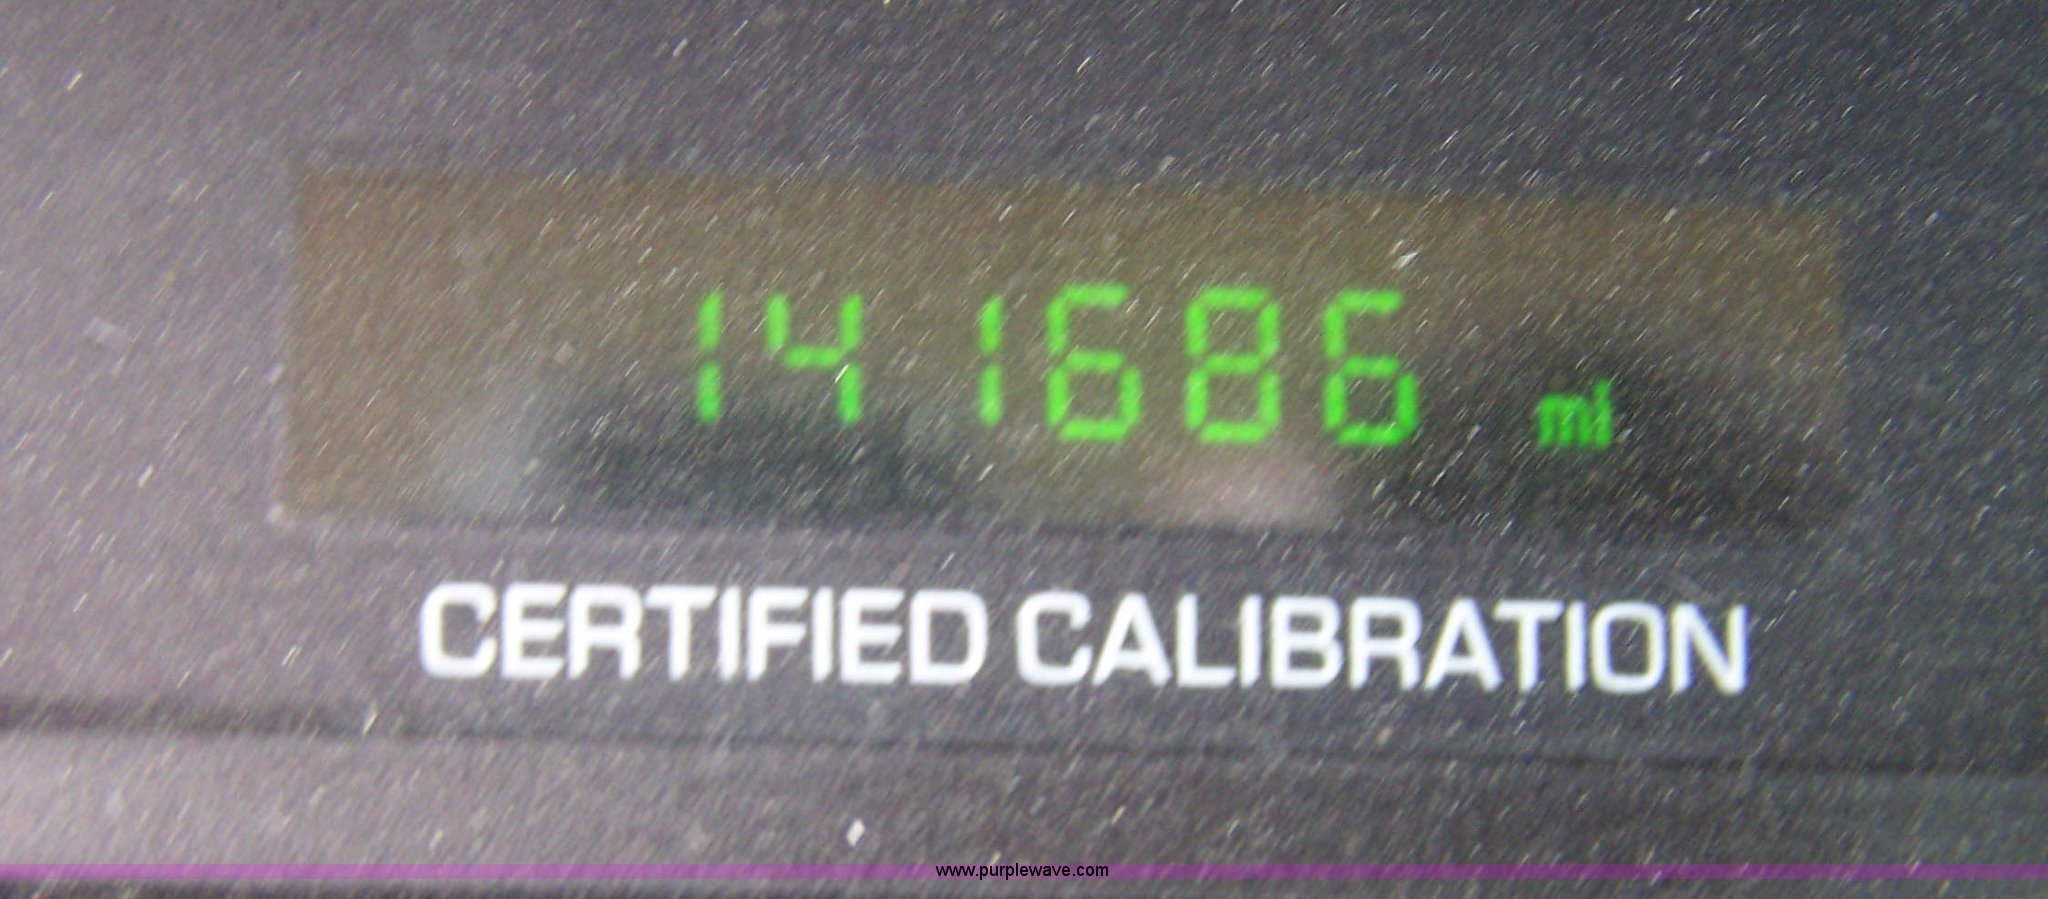 141686 mi
CERTIFIED CALIBRATION
www.purplewave.com